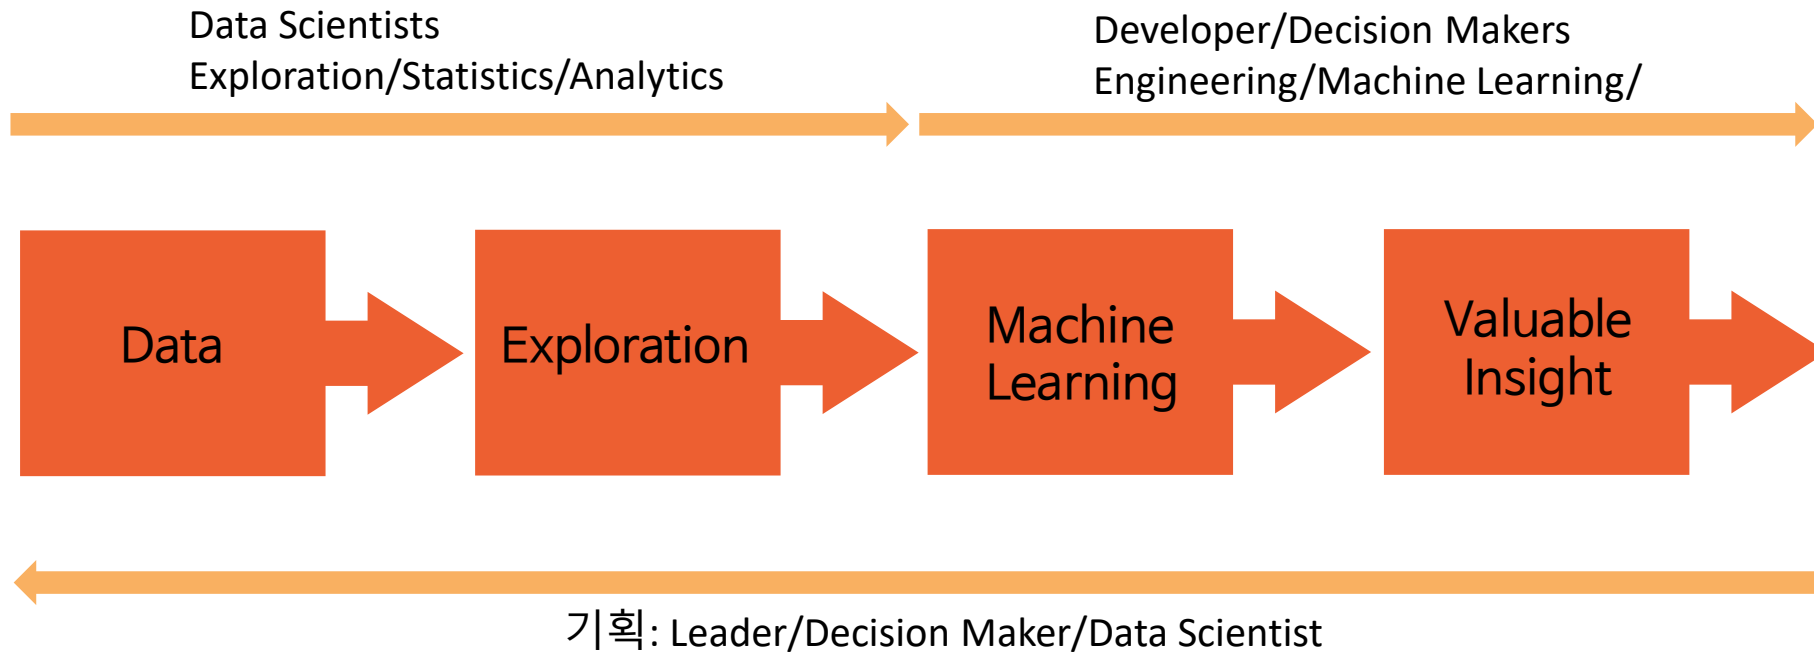 Data Scientists
Exploration/Statistics/Analytics
Developer/Decision Makers
Engineering/Machine Learning/
Data
Exploration
Machine
Learning
Valuable
Insight
기획: Leader/Decision Maker/Data Scientist